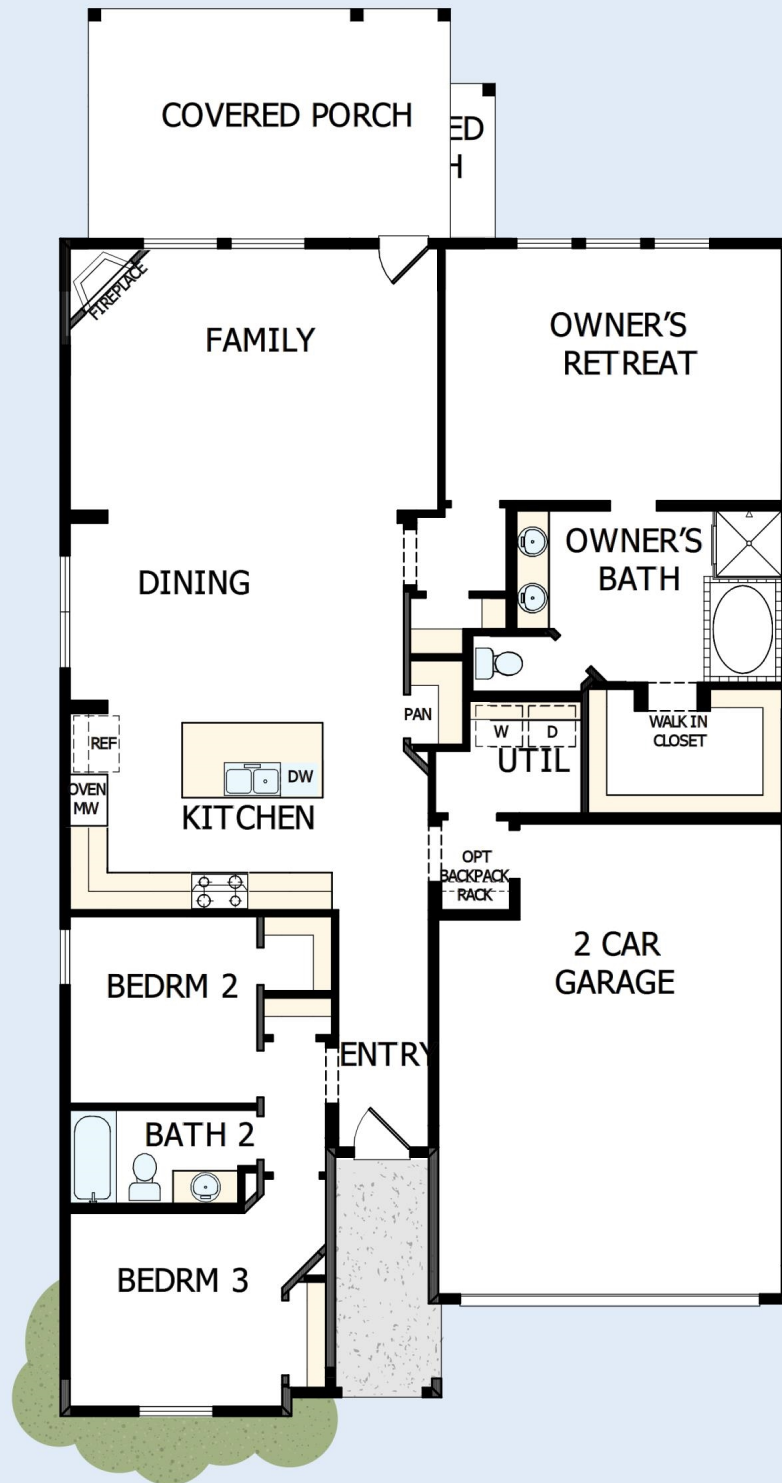 COVERED PORCH
ED
H
FIREPLACE
FAMILY
OWNER'S
RETREAT
DINING
OWNER'S
BATH
PAN
REF
WALK IN
CLOSET
W
D
UTIL
OVEN
MW
DW
KITCHEN
OPT
BACKPACK
RACK
2 CAR
GARAGE
BEDRM 2
ENTRY
BATH 2
BEDRM 3